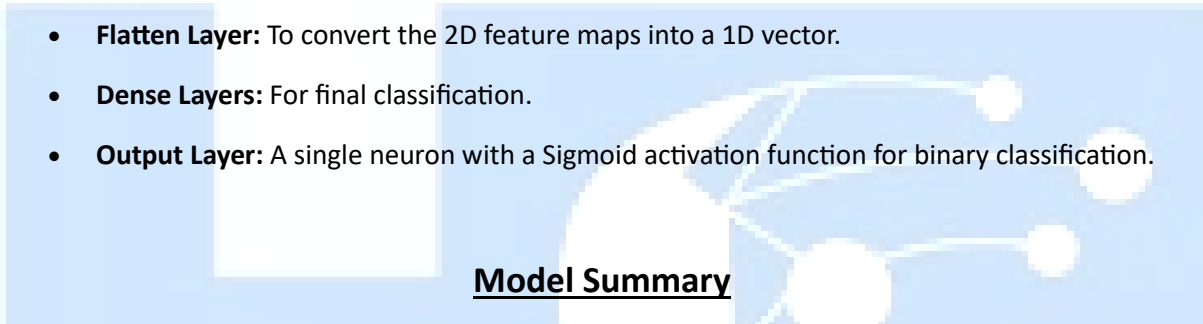 • Flatten Layer: To convert the 2D feature maps into a 1D vector.
• Dense Layers: For final classification.
• Output Layer: A single neuron with a Sigmoid activation function for binary classification.
Model Summary